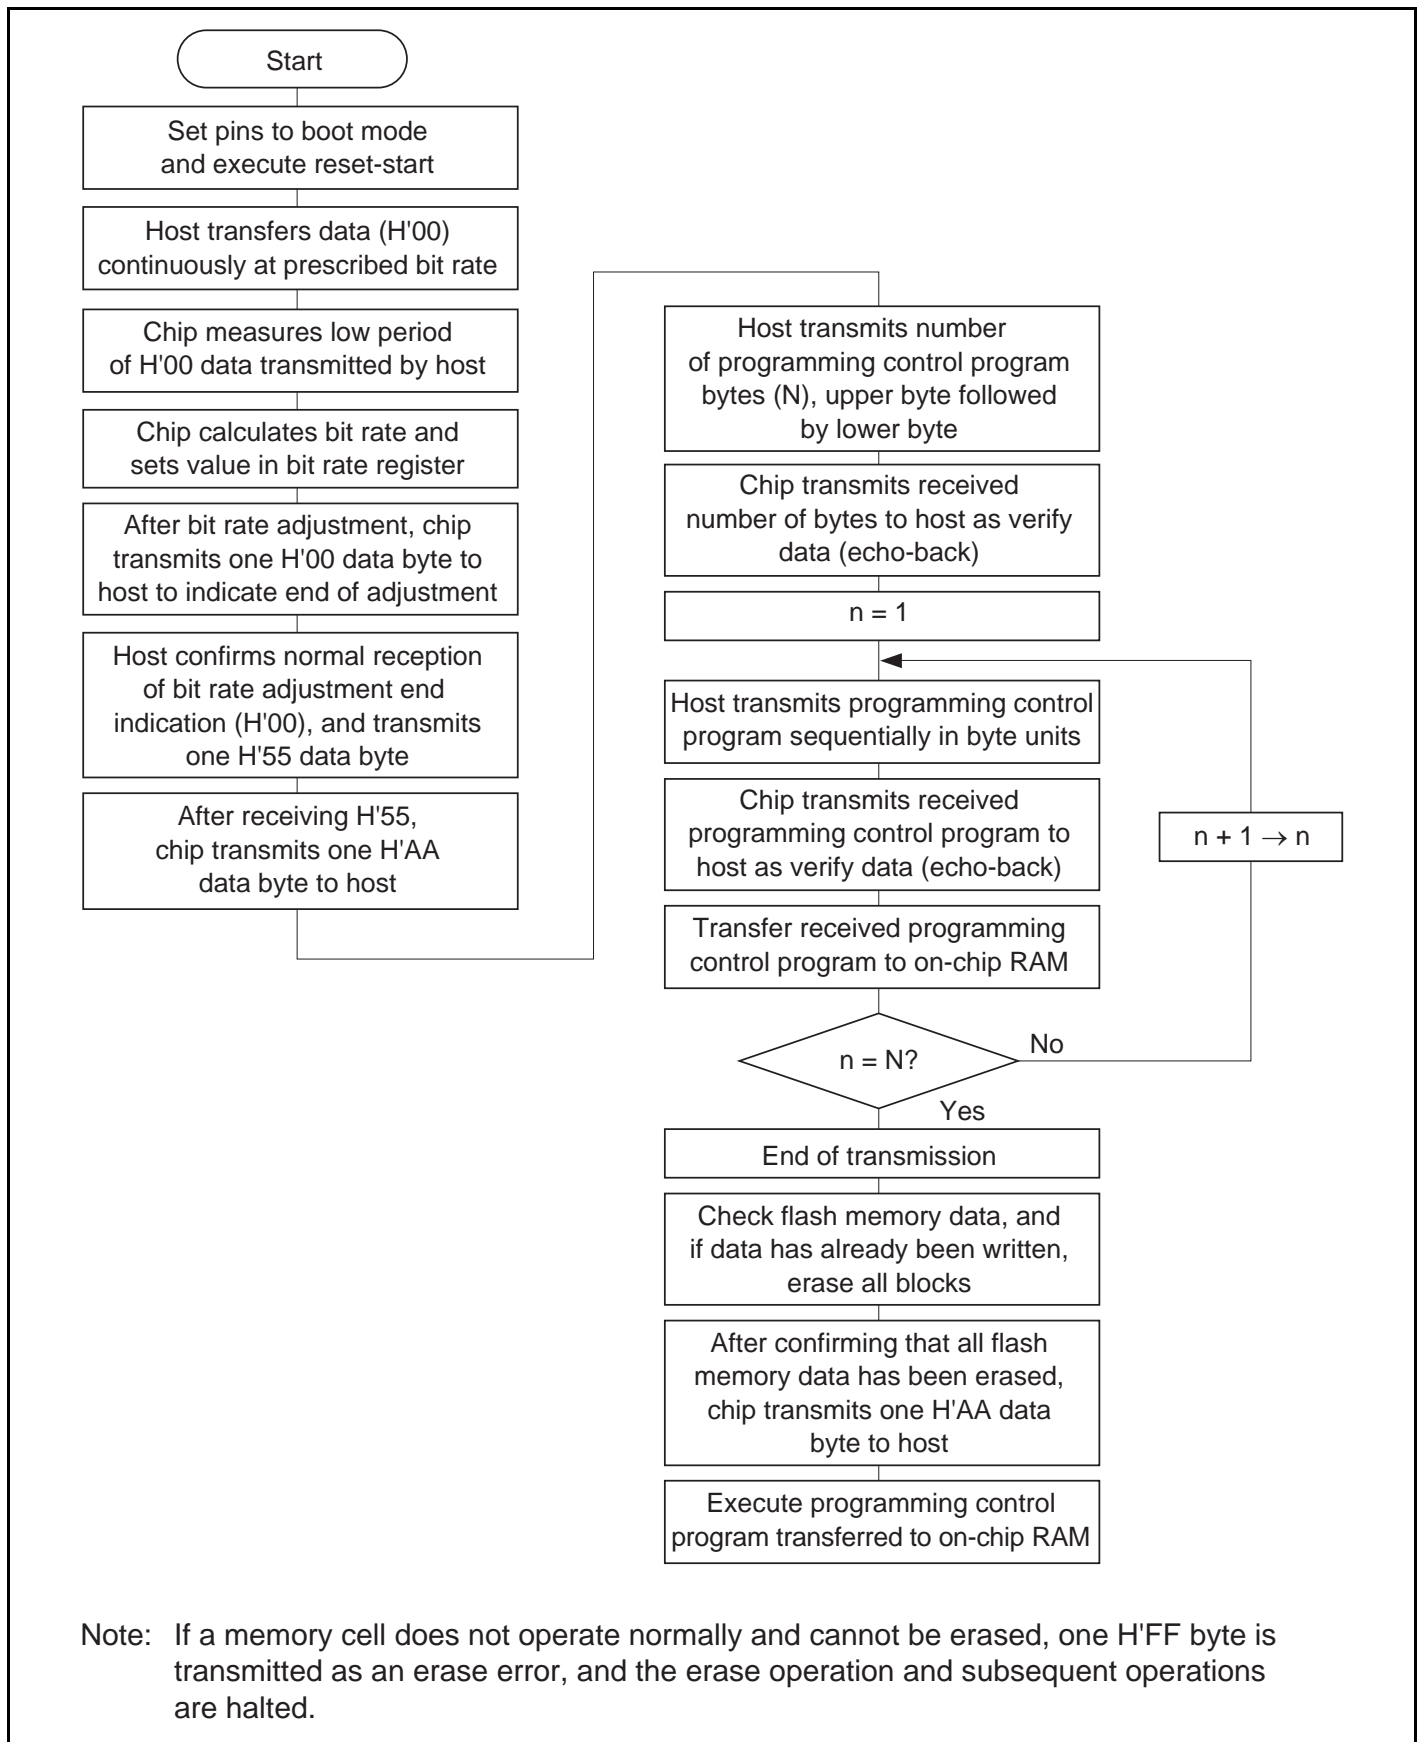 Start
Set pins to boot mode
and execute reset-start
Host transfers data (H'00)
continuously at prescribed bit rate
Chip measures low period
of H'00 data transmitted by host
Chip calculates bit rate and
sets value in bit rate register
After bit rate adjustment, chip
transmits one H'00 data byte to
host to indicate end of adjustment
Host confirms normal reception
of bit rate adjustment end
indication (H'00), and transmits
one H'55 data byte
After receiving H'55,
chip transmits one H'AA
data byte to host
Host transmits number
of programming control program
bytes (N), upper byte followed
by lower byte
Chip transmits received
number of bytes to host as verify
data (echo-back)
n = 1
Host transmits programming control
program sequentially in byte units
Chip transmits received
programming control program to
host as verify data (echo-back)
n + 1 → n
Transfer received programming
control program to on-chip RAM
n = N?
No
Yes
End of transmission
Check flash memory data, and
if data has already been written,
erase all blocks
After confirming that all flash
memory data has been erased,
chip transmits one H'AA data
byte to host
Execute programming control
program transferred to on-chip RAM
Note: If a memory cell does not operate normally and cannot be erased, one H'FF byte is
transmitted as an erase error, and the erase operation and subsequent operations
are halted.